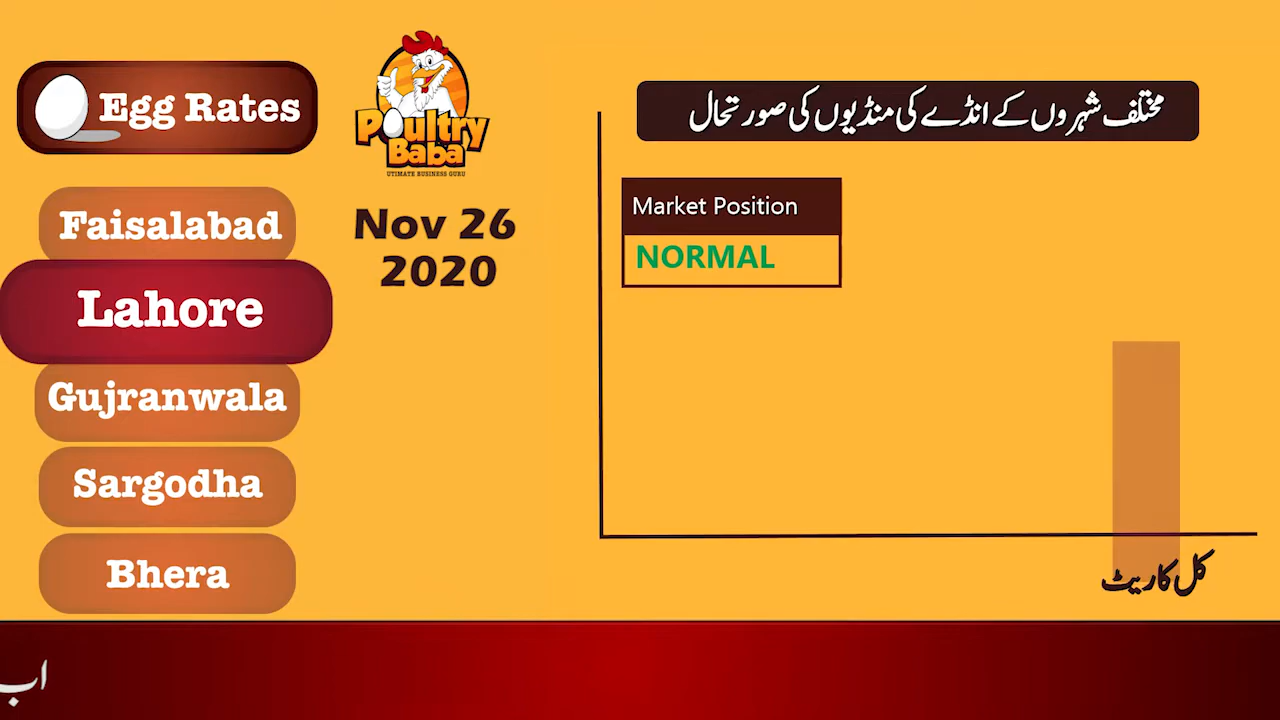 Egg Rates
Faisalabad
Lahore
Gujranwala
Sargodha
Bhera
Poultry
Baba
UTIMATE BUSINESS GURU
Nov 26
2020
مختلف شہروں کے انڈے کی منڈیوں کی صورتحال
Market Position
NORMAL
کل کا ریٹ
اب